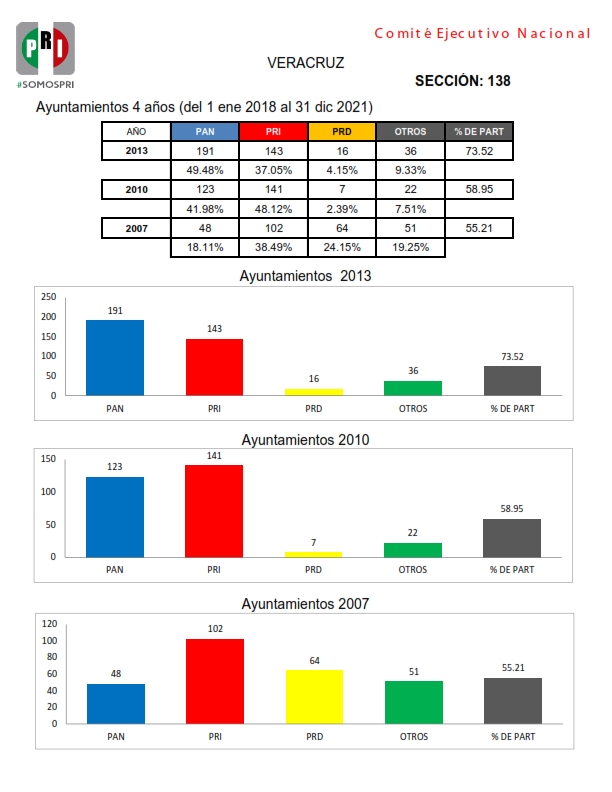 Comité Ejecutivo Nacional
PRI
#SOMOSPRI
VERACRUZ
SECCIÓN: 138
Ayuntamientos 4 años (del 1 ene 2018 al 31 dic 2021)
AÑO PAN PRI PRD OTROS % DE PART
2013 191 143 16 36 73.52
49.48% 37.05% 4.15% 9.33%
2010 123 141 7 22 58.95
41.98% 48.12% 2.39% 7.51%
2007 48 102 64 51 55.21
18.11% 38.49% 24.15% 19.25%
Ayuntamientos 2013
250
200
150
100
50
0
191
143
16
36
73.52
PAN PRI PRD OTROS % DE PART
Ayuntamientos 2010
150
100
50
0
123
141
7
22
58.95
PAN PRI PRD OTROS % DE PART
Ayuntamientos 2007
120
100
80
60
40
20
0
48
102
64
51
55.21
PAN PRI PRD OTROS % DE PART